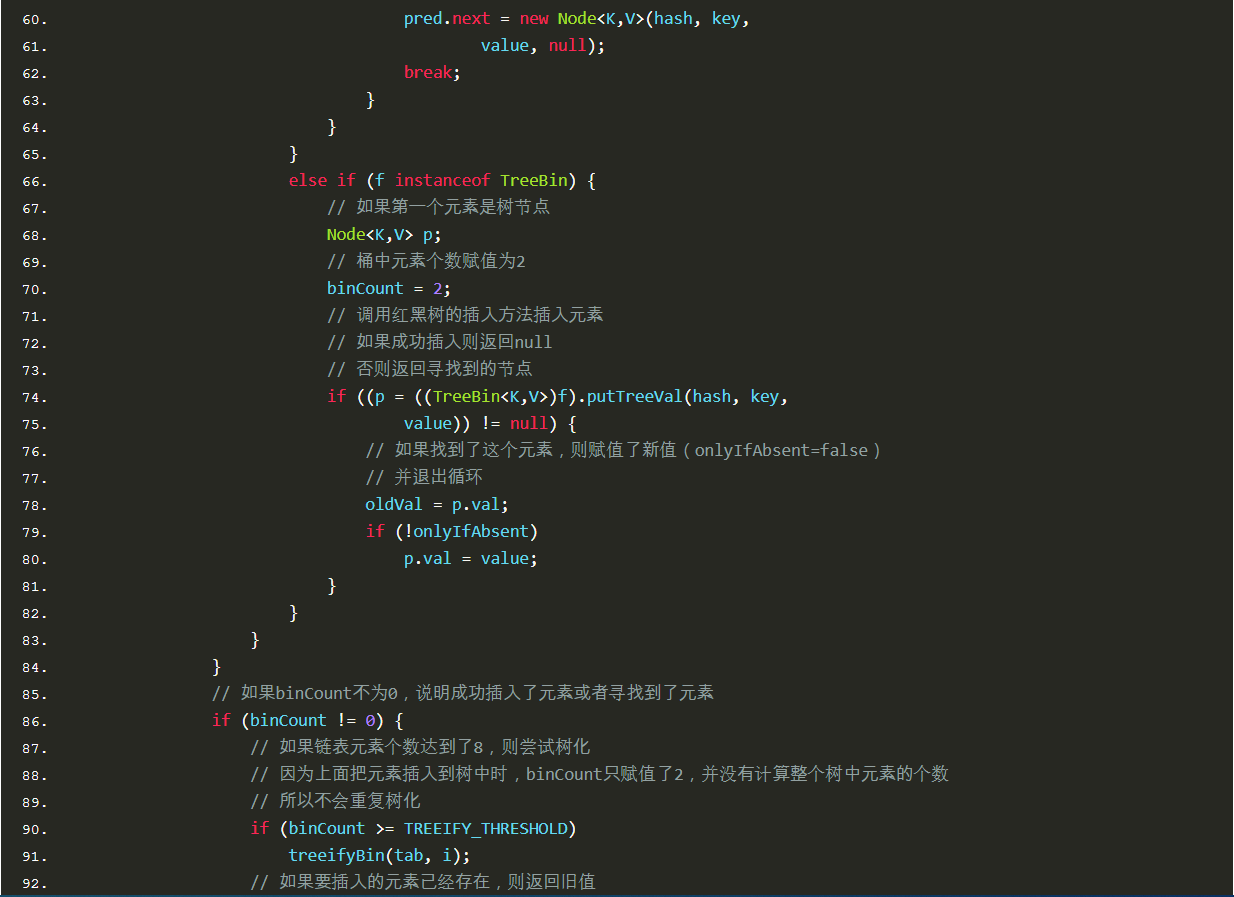 60. pred.next = new Node<K,V>(hash, key,
61. value, null);
62. break;
63. }
64. }
65. }
66. else if (f instanceof TreeBin) {
67. // 如果第一个元素是树节点
68. Node<K,V> p;
69. // 桶中元素个数赋值为2
70. binCount = 2;
71. // 调用红黑树的插入方法插入元素
72. // 如果成功插入则返回null
73. // 否则返回寻找到的节点
74. if ((p = ((TreeBin<K,V>)f).putTreeVal(hash, key,
75. value)) != null) {
76. // 如果找到了这个元素，则赋值了新值（onlyIfAbsent=false）
77. // 并退出循环
78. oldVal = p.val;
79. if (!onlyIfAbsent)
80. p.val = value;
81. }
82. }
83. }
84. }
85. // 如果binCount不为0，说明成功插入了元素或者寻找到了元素
86. if (binCount != 0) {
87. // 如果链表元素个数达到了8，则尝试树化
88. // 因为上面把元素插入到树中时，binCount只赋值了2，并没有计算整个树中元素的个数
89. // 所以不会重复树化
90. if (binCount >= TREEIFY_THRESHOLD)
91. treeifyBin(tab, i);
92. // 如果要插入的元素已经存在，则返回旧值